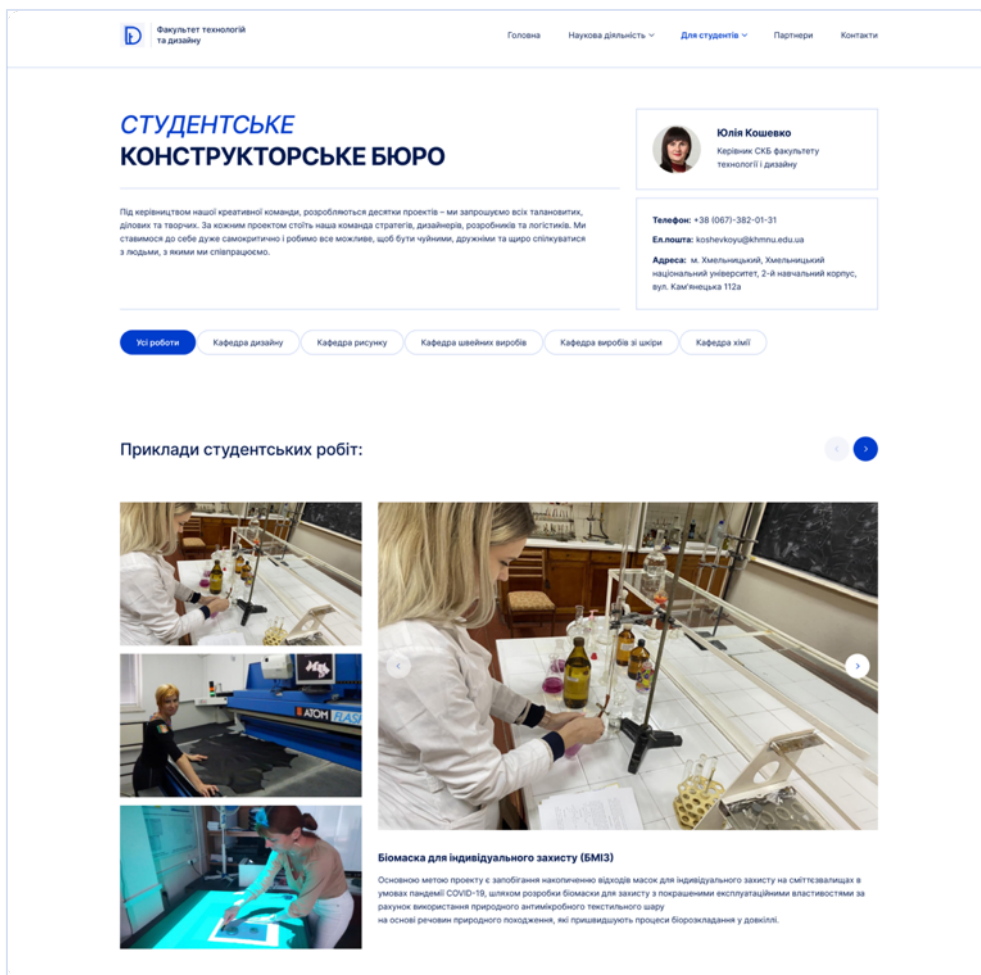 Факультет технологій
та дизайну
Головна
Наукова діяльність
Для студентів
Партнери
Контакти
СТУДЕНТСЬКЕ
КОНСТРУКТОРСЬКЕ БЮРО
Юлія Кошевко
Керівник СКБ факультету
технології і дизайну
Під керівництвом нашої креативної команди, розробляються десятки проектів – ми запрошуємо всіх талановитих,
ділових та творчих. За кожним проектом стоїть наша команда стратегів, дизайнерів, розробників та логістиків. Ми
ставимося до себе дуже самокритично і робимо все можливе, щоб бути чуйними, дружніми та щиро спілкуватися
з людьми, з якими ми співпрацюємо.
Телефон: +38 (067)-382-01-31
Ел.пошта: koshevkoyu@khmnu.edu.ua
Адреса: м. Хмельницький, Хмельницький
національний університет, 2-й навчальний корпус,
вул. Кам'янецька 112а
Усі роботи
Кафедра дизайну
Кафедра рисунку
Кафедра швейних виробів
Кафедра виробів зі шкіри
Кафедра хімії
Приклади студентських робіт:
ATOM FLASH
Біомаска для індивідуального захисту (БМІЗ)
Основною метою проекту є запобігання накопиченню відходів масок для індивідуального захисту на сміттєзвалищах в
умовах пандемії COVID-19, шляхом розробки біомаски для захисту з покрашеними експлуатаційними властивостями за
рахунок використання природного антимікробного текстильного шару
на основі речовин природного походження, які пришвидшують процеси біорозкладання у довкіллі.